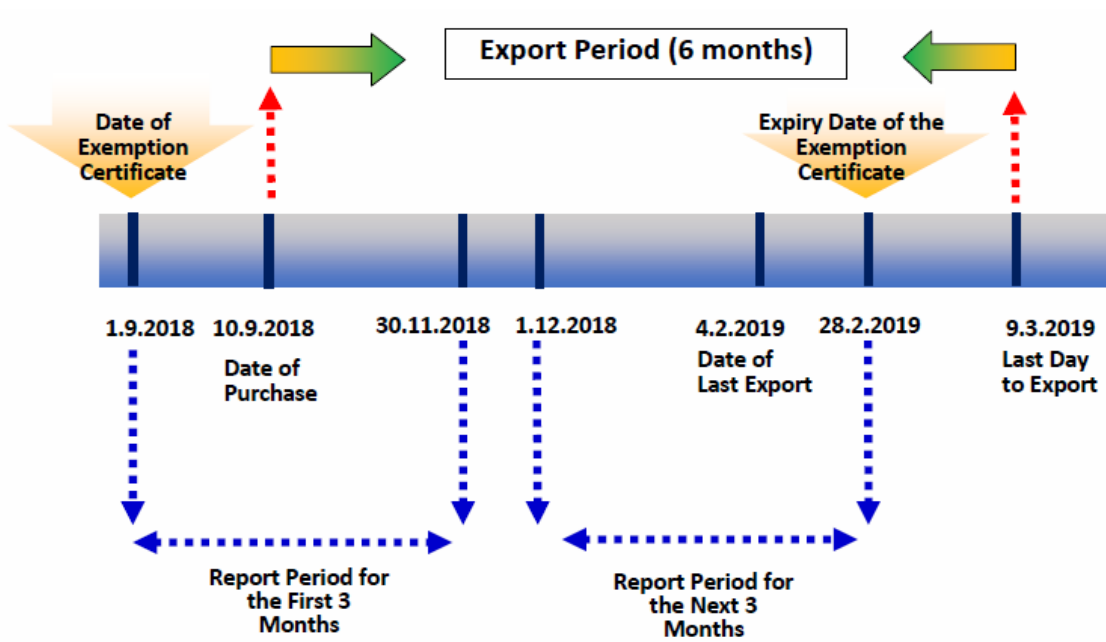 Export Period (6 months)
Date of
Exemption
Certificate
Expiry Date of the
Exemption
Certificate
1.9.2018
10.9.2018
30.11.2018
1.12.2018
4.2.2019
28.2.2019
9.3.2019
Date of
Purchase
Date of
Last Export
Last Day
to Export
Report Period for
the First 3
Months
Report Period for
the Next 3
Months